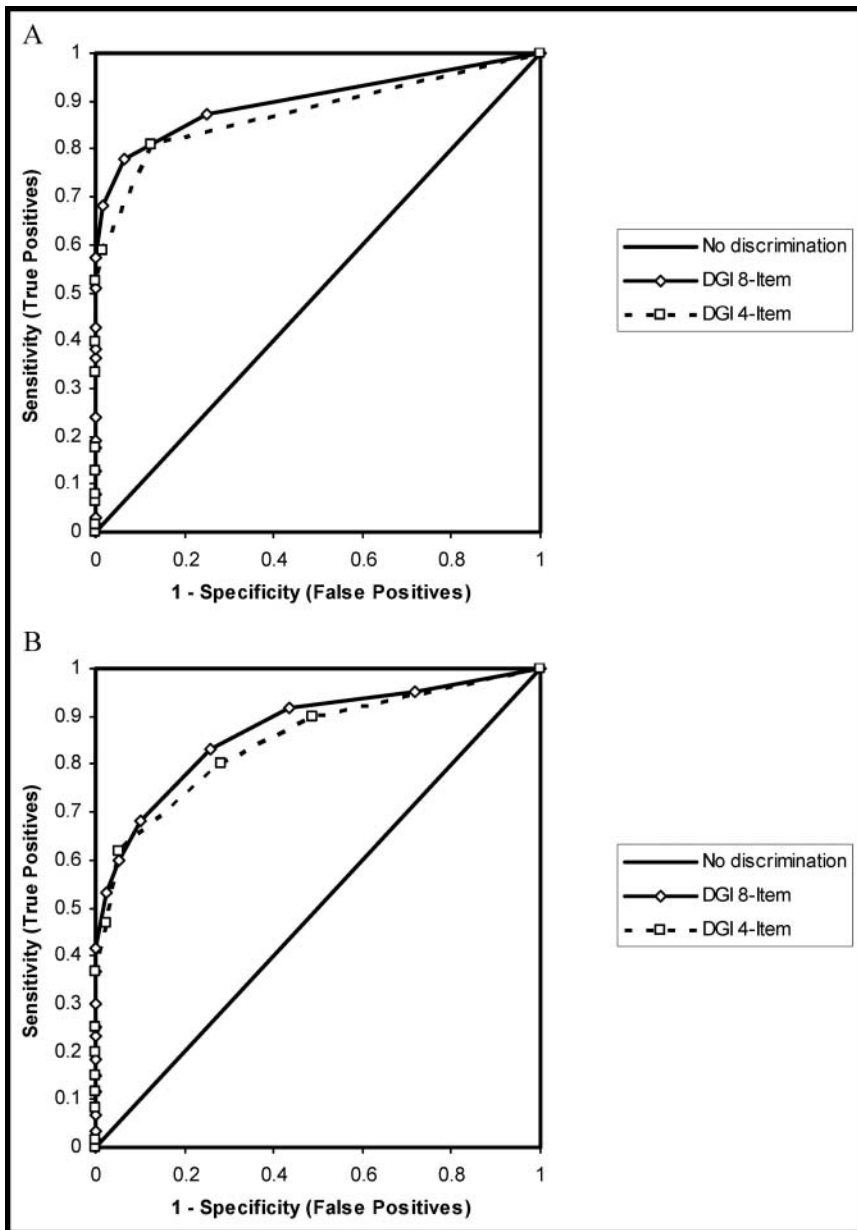 A
1
0.9
0.8
0.7
0.6
0.5
0.4
0.3
0.2
0.1
0
Sensitivity (True Positives)
0 0.2 0.4 0.6 0.8 1
1 - Specificity (False Positives)
No discrimination
DGI 8-Item
DGI 4-Item
B
1
0.9
0.8
0.7
0.6
0.5
0.4
0.3
0.2
0.1
0
Sensitivity (True Positives)
0 0.2 0.4 0.6 0.8 1
1 - Specificity (False Positives)
No discrimination
DGI 8-Item
DGI 4-Item